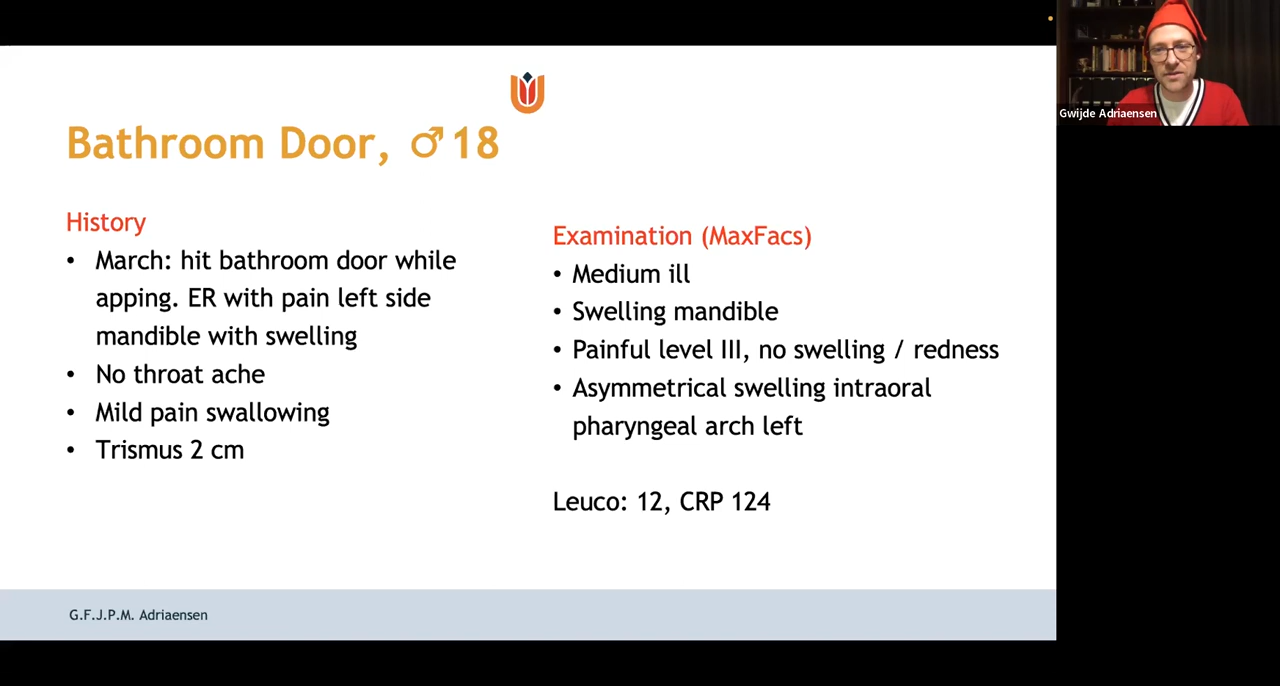 Gwijde Adriaensen
Bathroom Door, ♂ 18
History
• March: hit bathroom door while
apping. ER with pain left side
mandible with swelling
• No throat ache
• Mild pain swallowing
• Trismus 2 cm
Examination (MaxFacs)
• Medium ill
• Swelling mandible
• Painful level III, no swelling / redness
• Asymmetrical swelling intraoral
pharyngeal arch left
Leuco: 12, CRP 124
G.F.J.P.M. Adriaensen